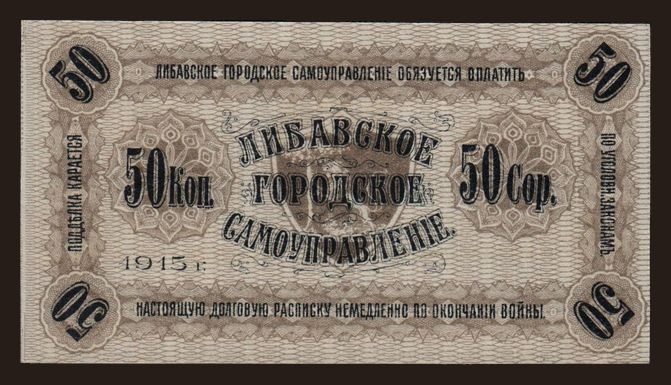 50
50
ЛИБАВСКОЕ ГОРОДСКОЕ САМОУПРАВЛЕНІЕ ОБЯЗУЕТСЯ ОПЛАТИТЬ
ПОДДѢЛКА КАРАЕТСЯ
ПО УГОЛОВН. ЗАКОНАМЪ
ЛИБАВСКОЕ
50 Коп.
ГОРОДСКОЕ
50 Cop.
САМОУПРАВЛЕНІЕ.
1915 г.
НАСТОЯЩУЮ ДОЛГОВУЮ РАСПИСКУ НЕМЕДЛЕННО ПО ОКОНЧАНІИ ВОЙНЫ.
50
50